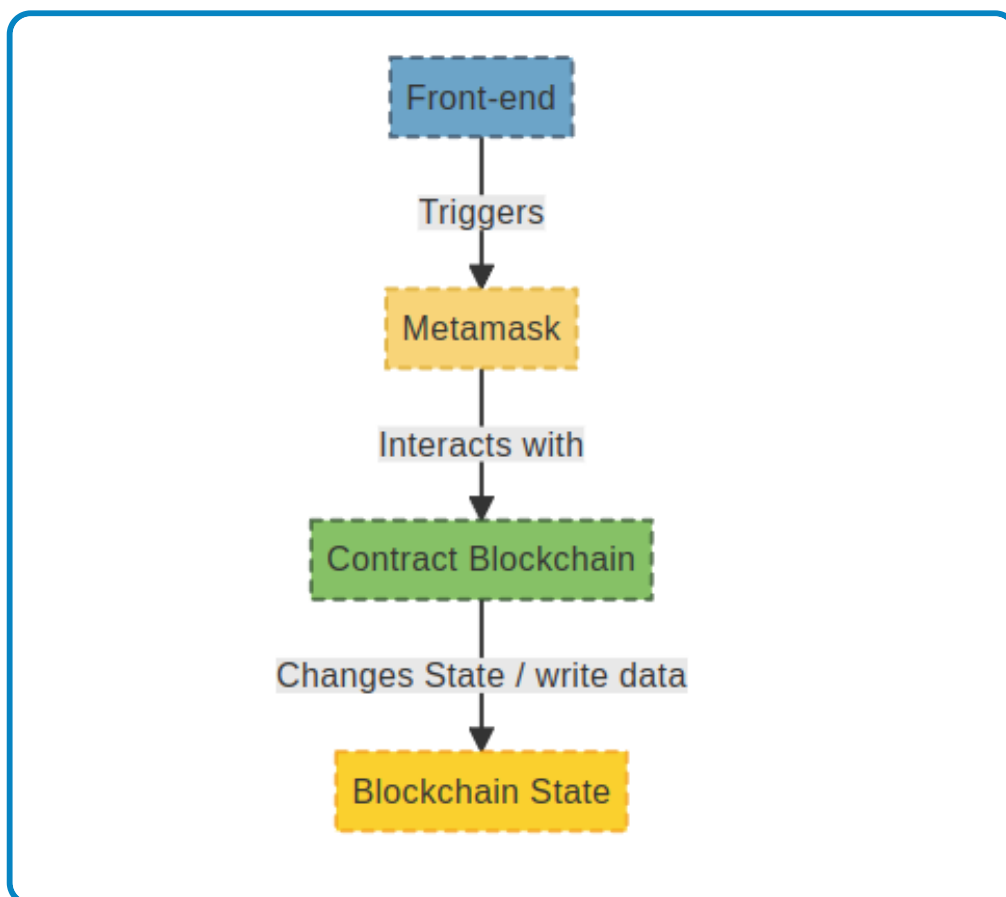 Front-end
Triggers
Metamask
Interacts with
Contract Blockchain
Changes State / write data
Blockchain State